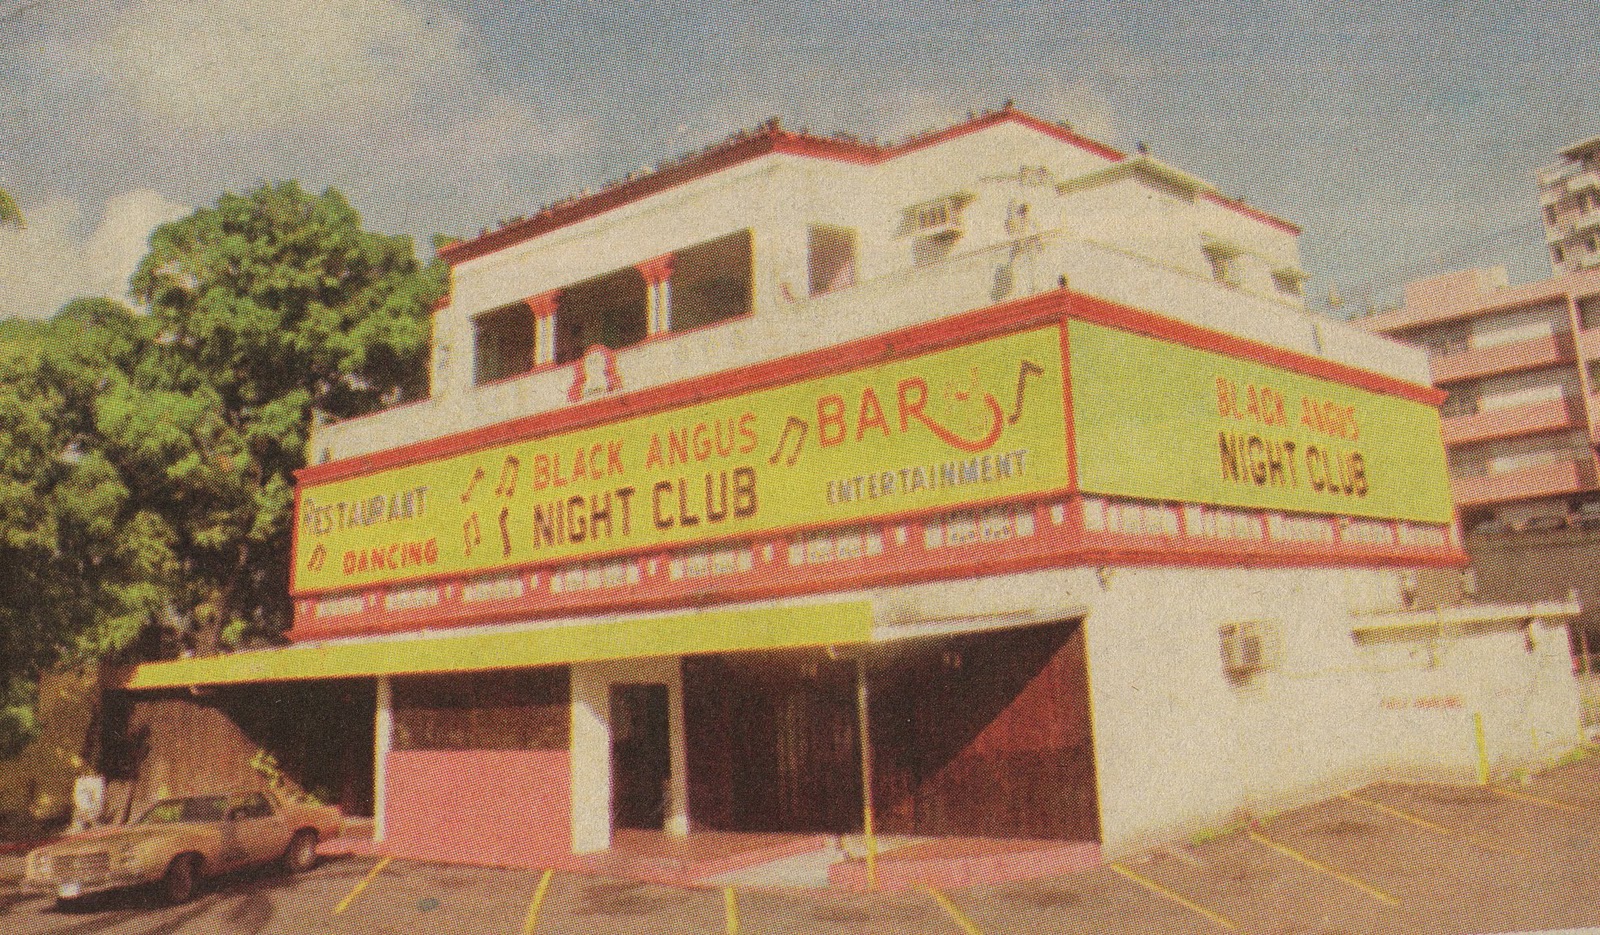 RESTAURANT
DANCING
BLACK ANGUS
NIGHT CLUB
BAR
ENTERTAINMENT
BLACK ANGUS
NIGHT CLUB